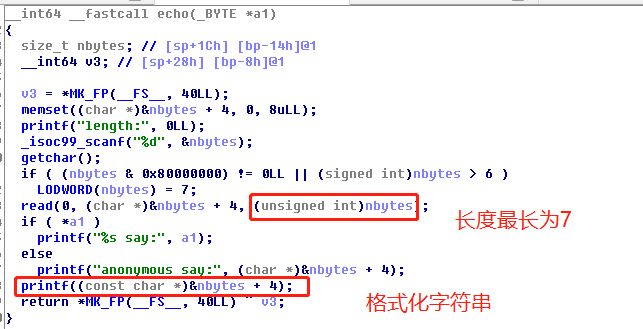 __int64 __fastcall echo(_BYTE *a1)
{
size_t nbytes; // [sp+1Ch] [bp-14h]@1
__int64 v3; // [sp+28h] [bp-8h]@1
v3 = *MK_FP(__FS__, 40LL);
memset((char *)&nbytes + 4, 0, 8uLL);
printf("length:", 0LL);
_isoc99_scanf("%d", &nbytes);
getchar();
if ( (nbytes & 0x80000000) != 0LL || (signed int)nbytes > 6 )
LODWORD(nbytes) = 7;
read(0, (char *)&nbytes + 4, (unsigned int)nbytes);
长度最长为7
if ( *a1 )
printf("%s say:", a1);
else
printf("anonymous say:", (char *)&nbytes + 4);
printf((const char *)&nbytes + 4);
格式化字符串
return *MK_FP(__FS__, 40LL) ^ v3;